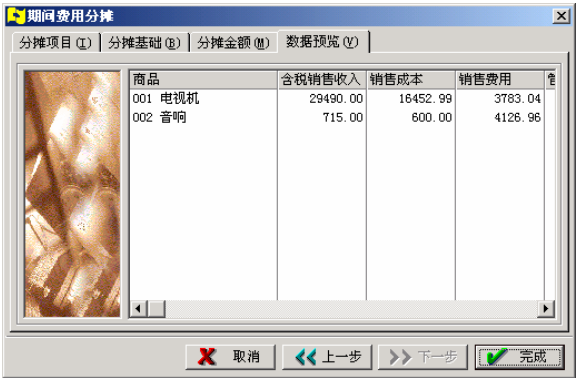 期间费用分摊
分摊项目(I) 分摊基础(B) 分摊金额(M) 数据预览(V)
商品 含税销售收入 销售成本 销售费用
001 电视机 29490.00 16452.99 3783.04
002 音响 715.00 600.00 4126.96
取消 上一步 下一步 完成